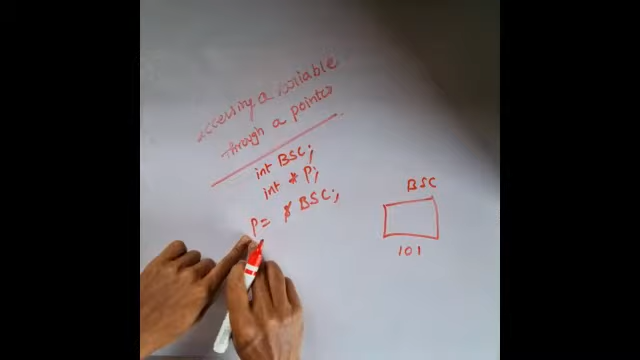 accessing a variable
through a pointer
int BSC;
int * P;
P= & BSC;
BSC
101